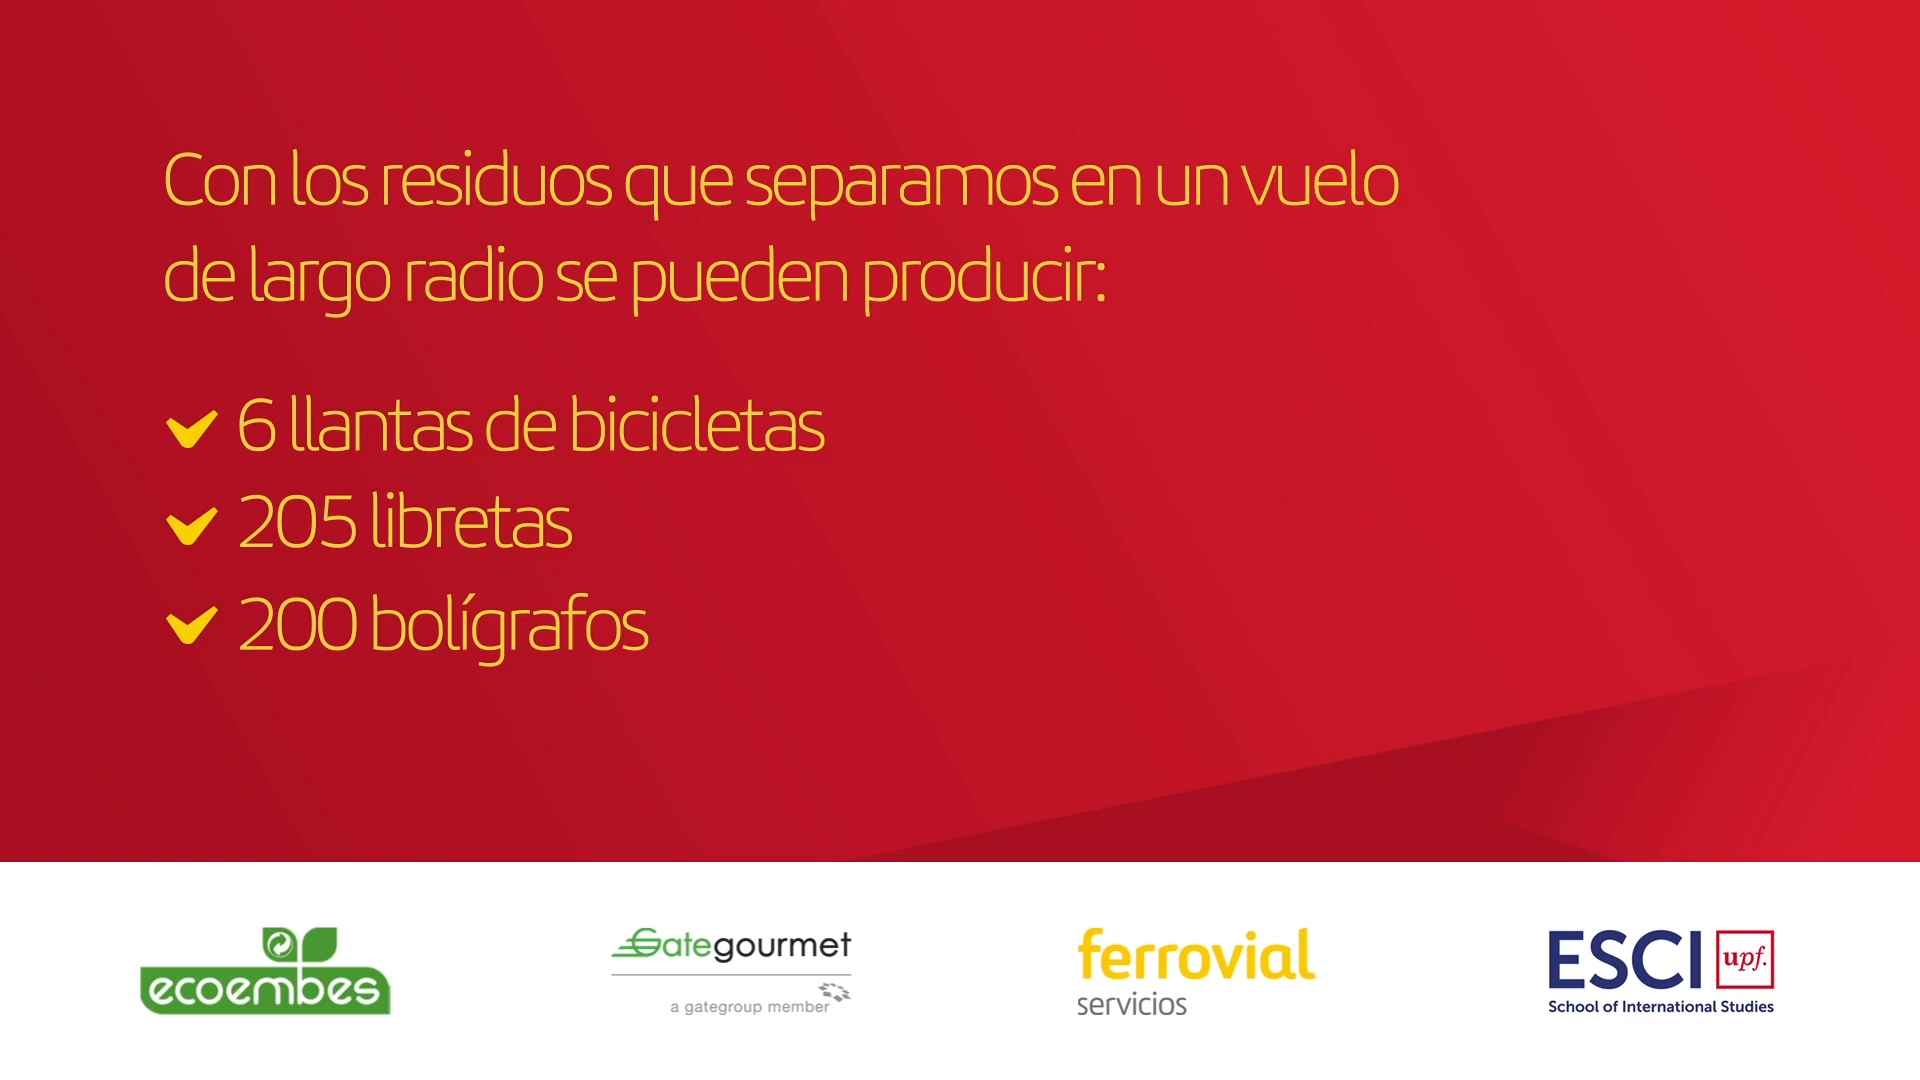 Con los residuos que separamos en un vuelo
de largo radio se pueden producir:
6 llantas de bicicletas
205 libretas
200 bolígrafos
ecoembes
Gategourmet
a gategroup member
ferrovial
servicios
ESCI upf.
School of International Studies